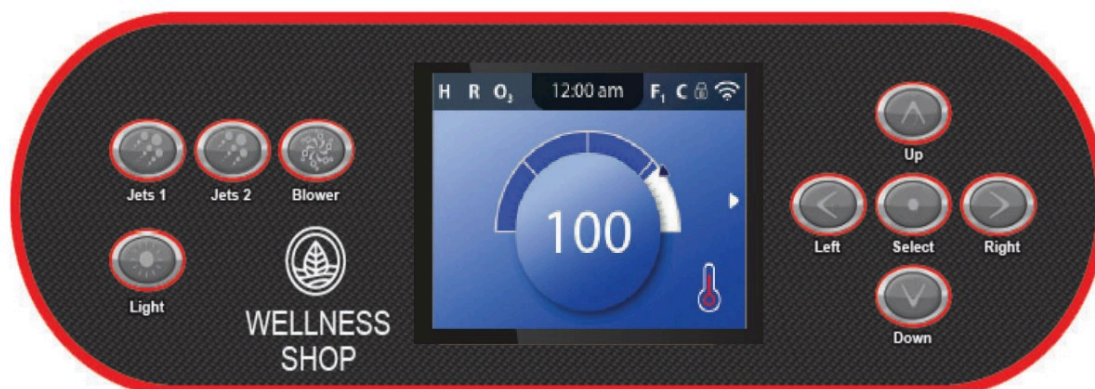 H R O₃ 12:00 am F₁ C
Jets 1 Jets 2 Blower
Up
100
Left Select Right
Light
WELLNESS
SHOP
Down